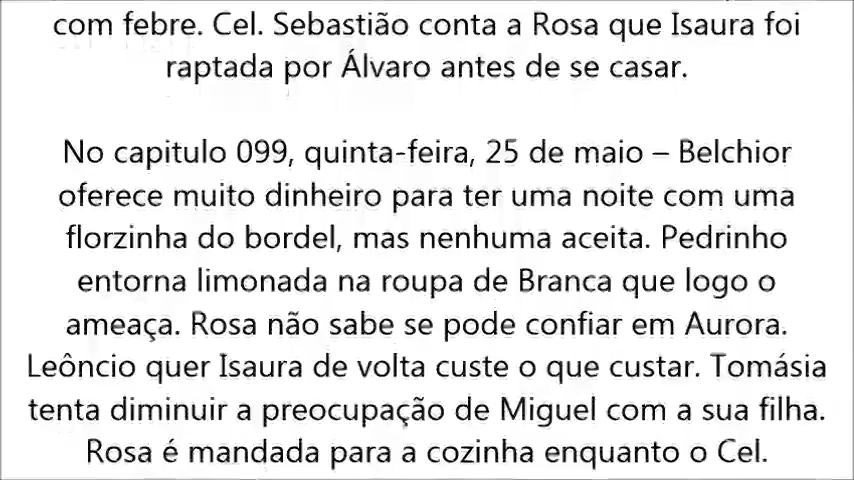 com febre. Cel. Sebastião conta a Rosa que Isaura foi
raptada por Álvaro antes de se casar.
No capitulo 099, quinta-feira, 25 de maio – Belchior
oferece muito dinheiro para ter uma noite com uma
florzinha do bordel, mas nenhuma aceita. Pedrinho
entorna limonada na roupa de Branca que logo o
ameaça. Rosa não sabe se pode confiar em Aurora.
Leôncio quer Isaura de volta custe o que custar. Tomásia
tenta diminuir a preocupação de Miguel com a sua filha.
Rosa é mandada para a cozinha enquanto o Cel.